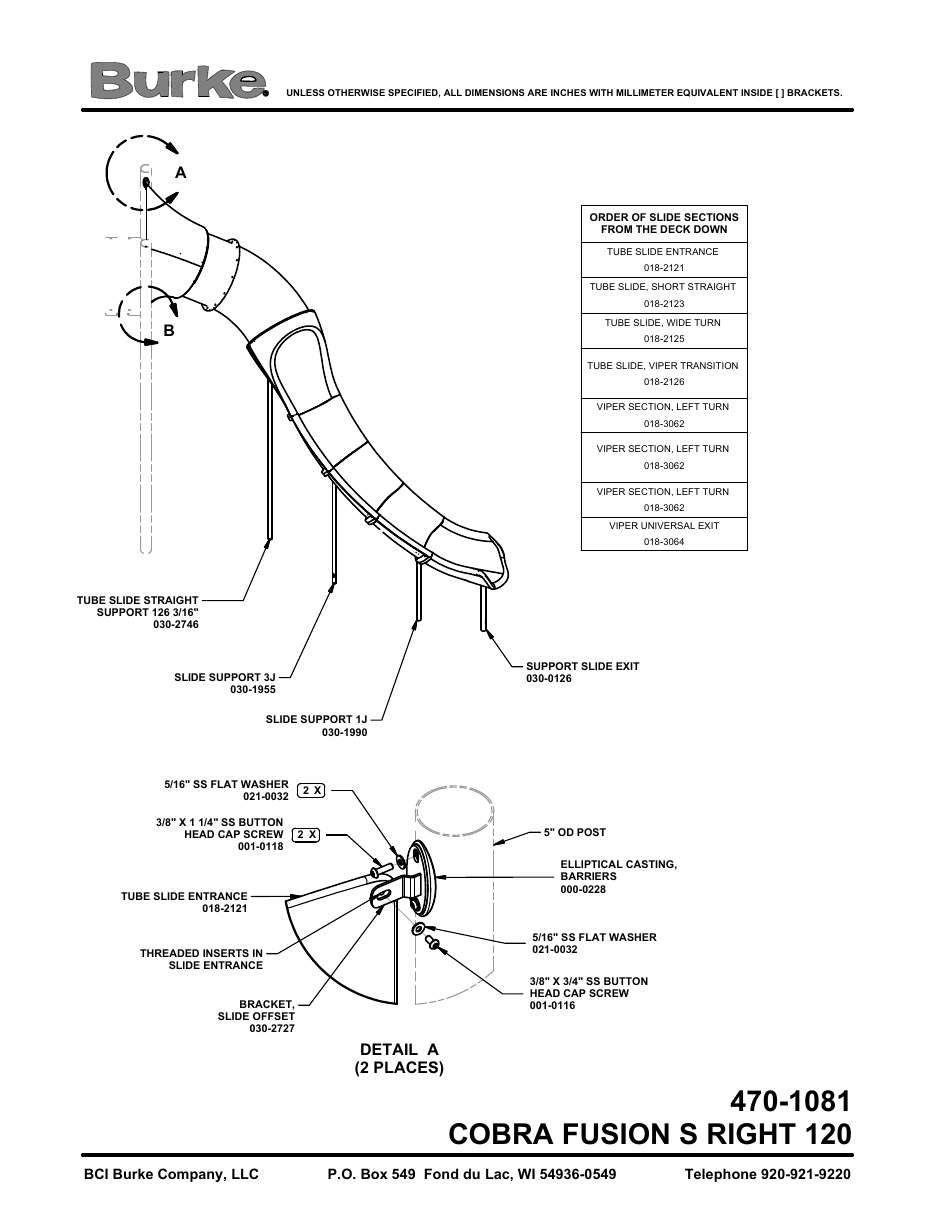 Burke.
UNLESS OTHERWISE SPECIFIED, ALL DIMENSIONS ARE INCHES WITH MILLIMETER EQUIVALENT INSIDE [ ] BRACKETS.
A
B
ORDER OF SLIDE SECTIONS
FROM THE DECK DOWN
TUBE SLIDE ENTRANCE
018-2121
TUBE SLIDE, SHORT STRAIGHT
018-2123
TUBE SLIDE, WIDE TURN
018-2125
TUBE SLIDE, VIPER TRANSITION
018-2126
VIPER SECTION, LEFT TURN
018-3062
VIPER SECTION, LEFT TURN
018-3062
VIPER SECTION, LEFT TURN
018-3062
VIPER UNIVERSAL EXIT
018-3064
TUBE SLIDE STRAIGHT
SUPPORT 126 3/16"
030-2746
SLIDE SUPPORT 3J
030-1955
SLIDE SUPPORT 1J
030-1990
SUPPORT SLIDE EXIT
030-0126
5/16" SS FLAT WASHER
021-0032
2 X
3/8" X 1 1/4" SS BUTTON
HEAD CAP SCREW
001-0118
2 X
TUBE SLIDE ENTRANCE
018-2121
THREADED INSERTS IN
SLIDE ENTRANCE
BRACKET,
SLIDE OFFSET
030-2727
5" OD POST
ELLIPTICAL CASTING,
BARRIERS
000-0228
5/16" SS FLAT WASHER
021-0032
3/8" X 3/4" SS BUTTON
HEAD CAP SCREW
001-0116
DETAIL A
(2 PLACES)
470-1081
COBRA FUSION S RIGHT 120
BCI Burke Company, LLC
P.O. Box 549 Fond du Lac, WI 54936-0549
Telephone 920-921-9220